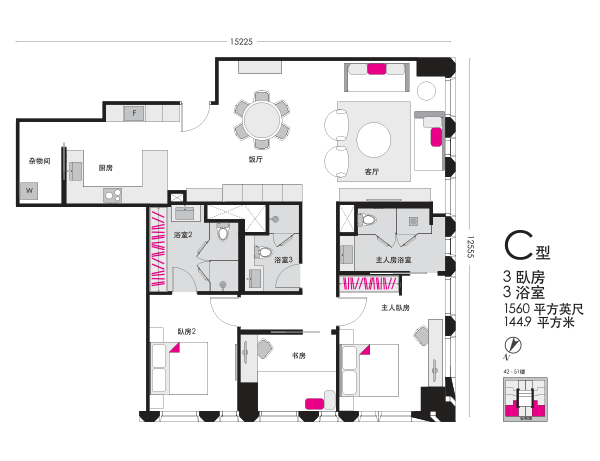 15225
F
杂物间
厨房
W
饭厅
客厅
12555
浴室2
浴室3
主人房浴室
主人卧房
卧房2
书房
C型
3 卧房
3 浴室
1560 平方英尺
144.9 平方米
N
42 - 51楼